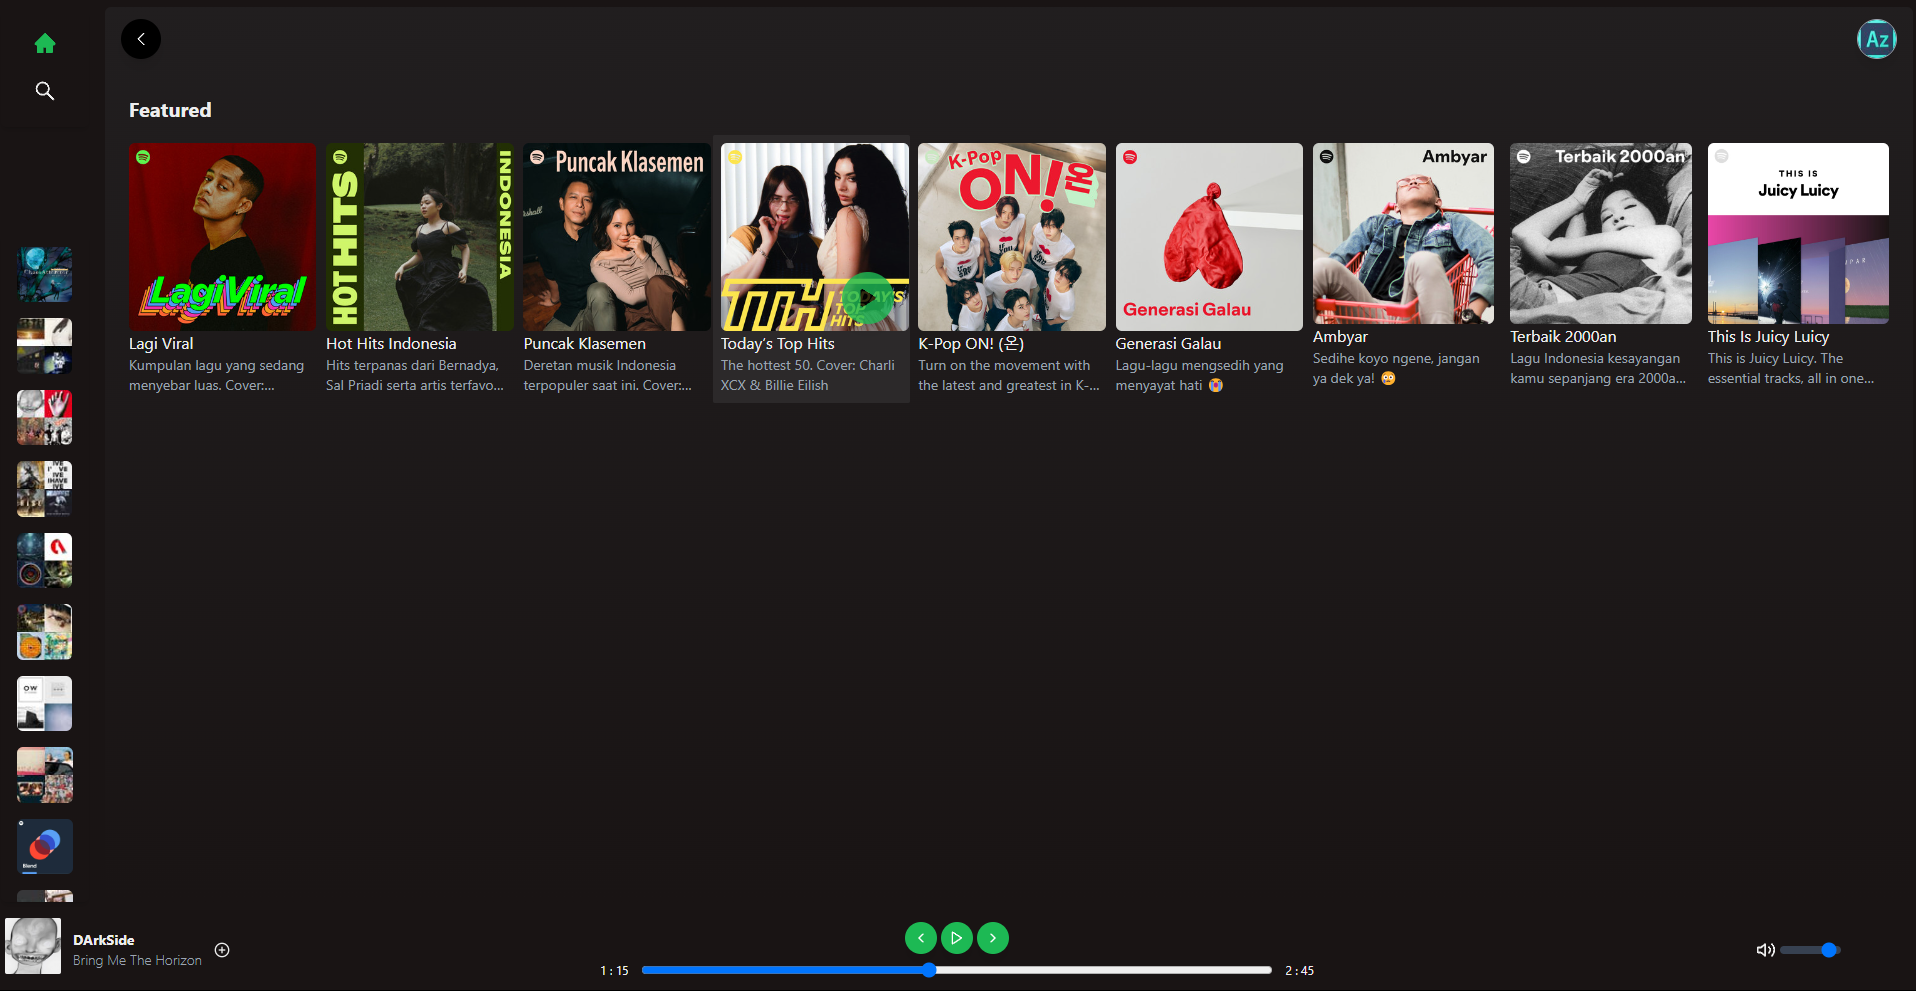 Az
Featured
LagiViral
HOT HITS
INDONESIA
Puncak Klasemen
TTH
TODAY'S
TOP
HITS
K-Pop
ON!
온
Generasi Galau
Ambyar
Terbaik 2000an
THIS IS
Juicy Luicy
Lagi Viral
Kumpulan lagu yang sedang
menyebar luas. Cover:...
Hot Hits Indonesia
Hits terpanas dari Bernadya,
Sal Priadi serta artis terfavo...
Puncak Klasemen
Deretan musik Indonesia
terpopuler saat ini. Cover:...
Today's Top Hits
The hottest 50. Cover: Charli
XCX & Billie Eilish
K-Pop ON! (온)
Turn on the movement with
the latest and greatest in K-...
Generasi Galau
Lagu-lagu mengsedih yang
menyayat hati 😭
Ambyar
Sedihe koyo ngene, jangan
ya dek ya! 😳
Terbaik 2000an
Lagu Indonesia kesayangan
kamu sepanjang era 2000a...
This Is Juicy Luicy
This is Juicy Luicy. The
essential tracks, all in one...
Blend
DArkSide
Bring Me The Horizon
1:15
2:45